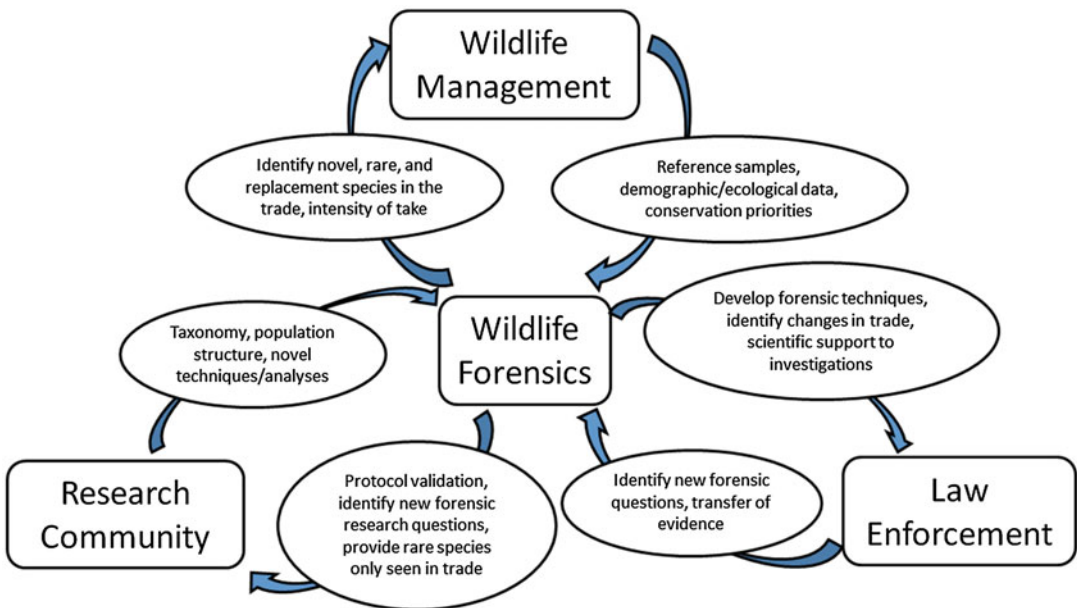 Wildlife
Management
Identify novel, rare, and
replacement species in the
trade, intensity of take
Reference samples,
demographic/ecological data,
conservation priorities
Wildlife
Forensics
Taxonomy, population
structure, novel
techniques/analyses
Develop forensic techniques,
identify changes in trade,
scientific support to
investigations
Research
Community
Protocol validation,
identify new forensic
research questions,
provide rare species
only seen in trade
Identify new forensic
questions, transfer of
evidence
Law
Enforcement